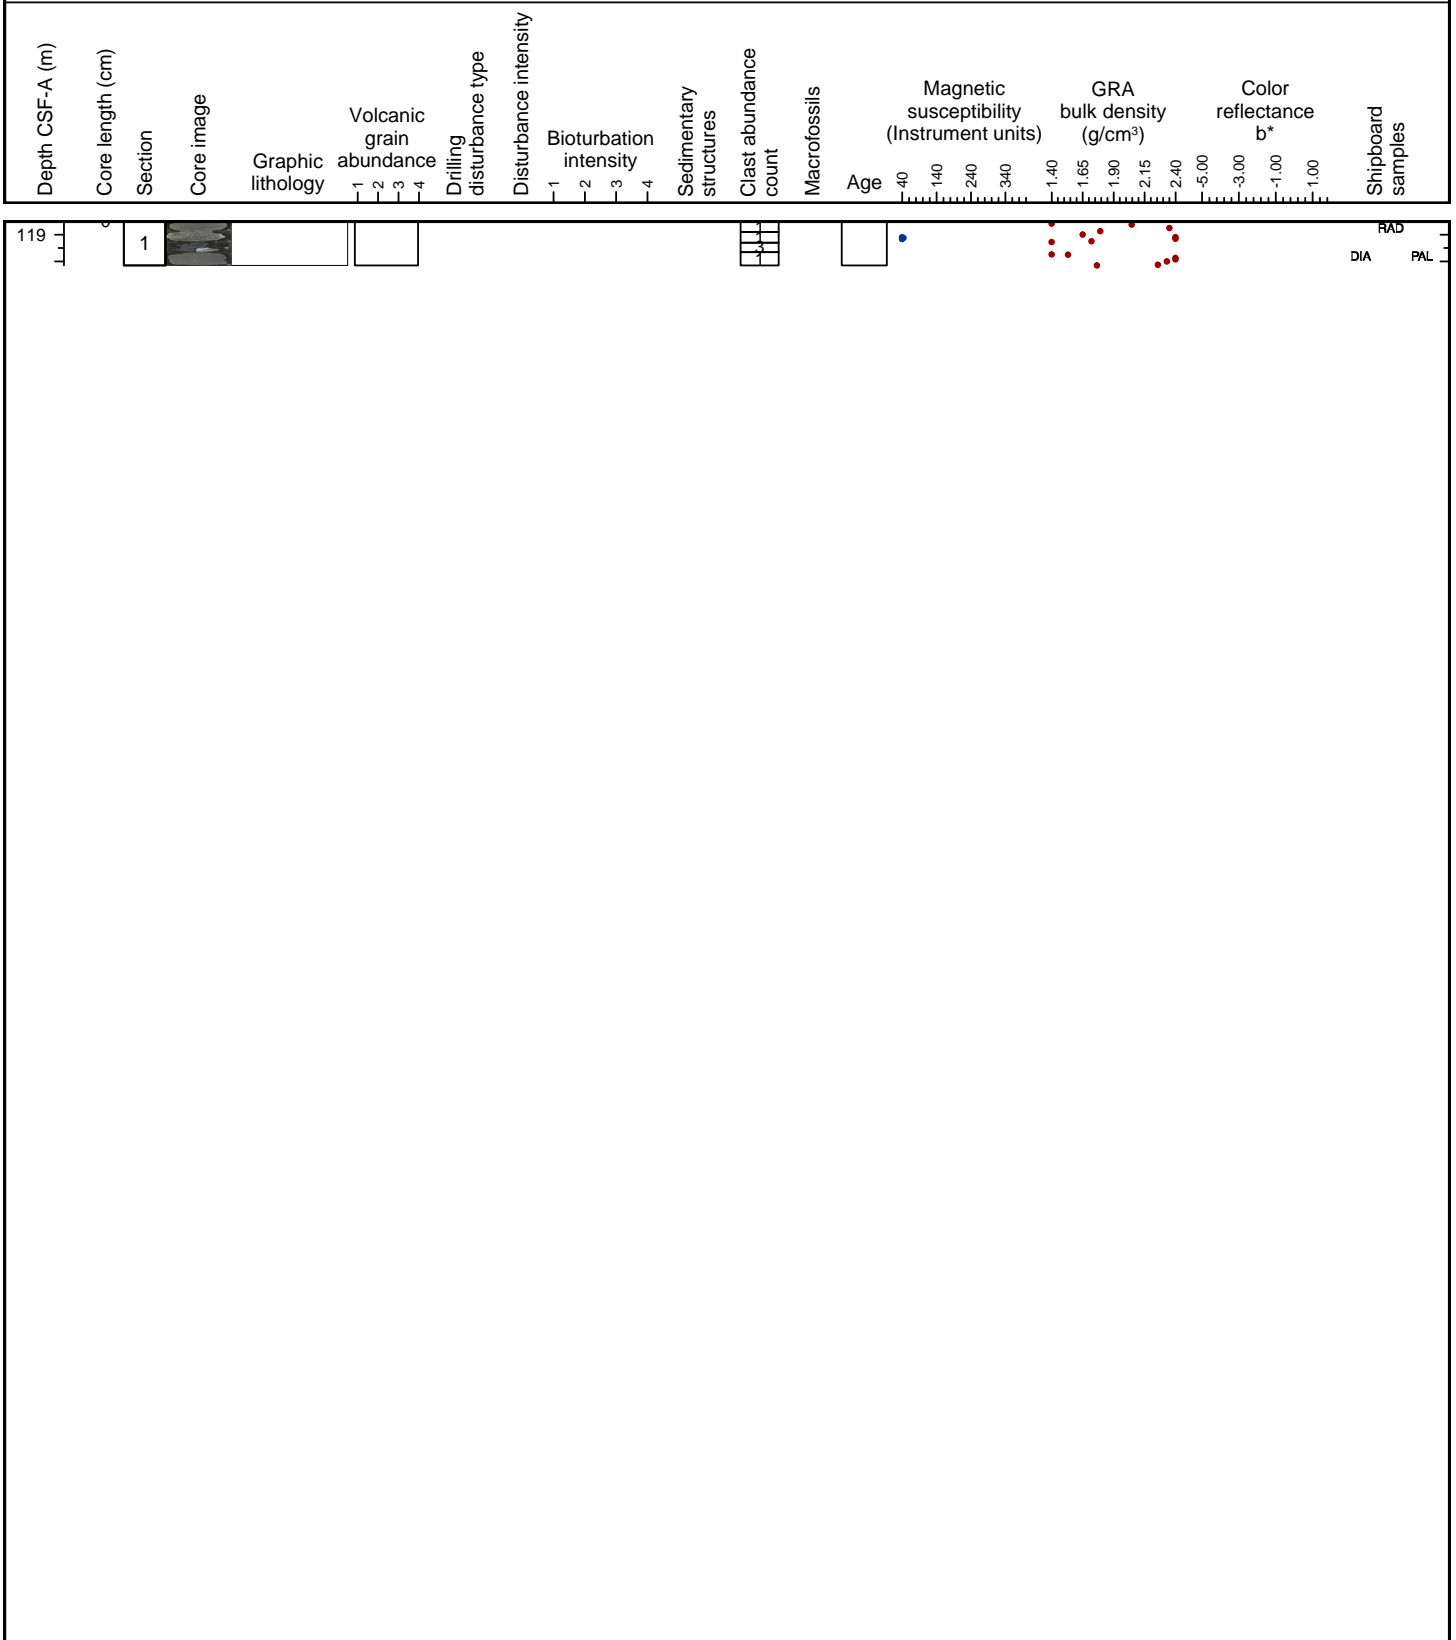 Depth CSF-A (m)
Core length (cm)
Section
Core image
Graphic
lithology
Volcanic
grain
abundance
1 2 3 4
Drilling
disturbance type
Disturbance intensity
Bioturbation
intensity
1 2 3 4
Sedimentary
structures
Clast abundance
count
Macrofossils
Age
Magnetic
susceptibility
(Instrument units)
40 140 240 340
GRA
bulk density
(g/cm³)
1.40 1.65 1.90 2.15 2.40
Color
reflectance
b*
-5.00 -3.00 -1.00 1.00
Shipboard
samples
119
1
1
3
RAD
DIA PAL